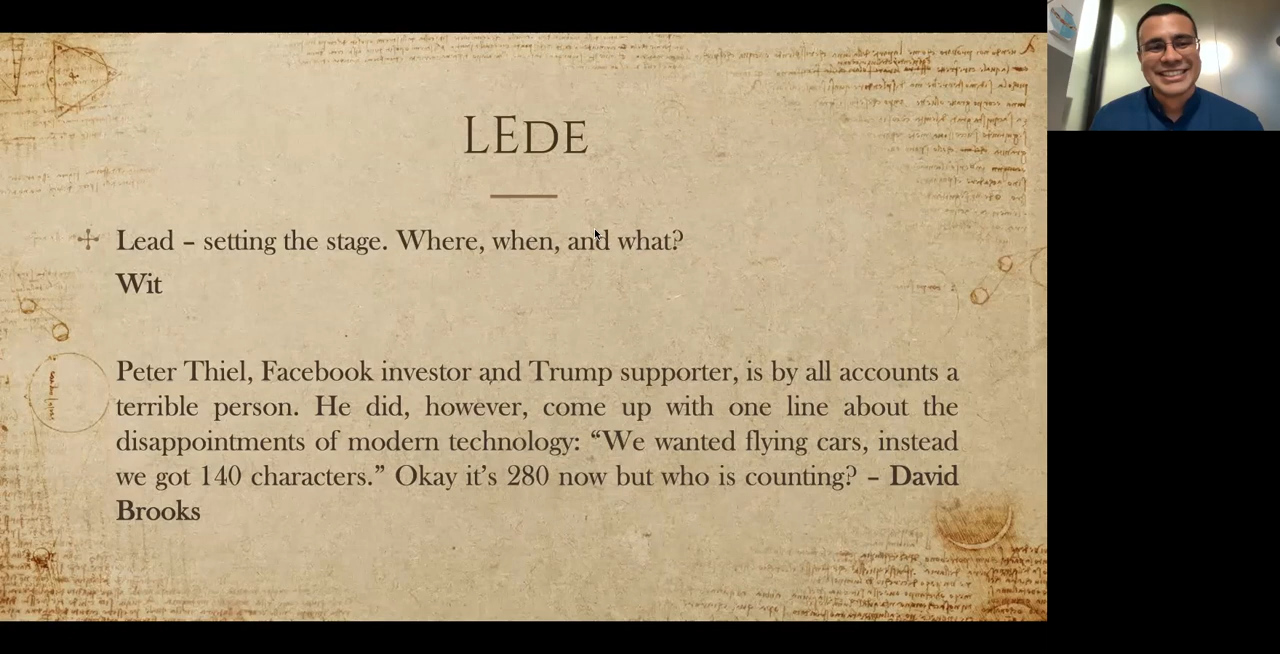 LEDE
Lead – setting the stage. Where, when, and what?
Wit
Peter Thiel, Facebook investor and Trump supporter, is by all accounts a
terrible person. He did, however, come up with one line about the
disappointments of modern technology: “We wanted flying cars, instead
we got 140 characters.” Okay it’s 280 now but who is counting? – David
Brooks